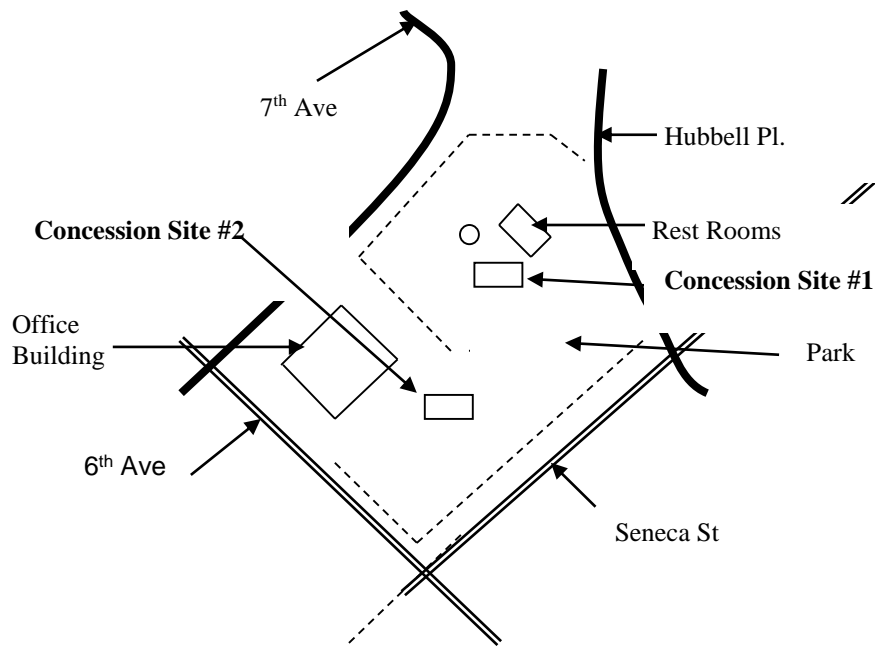 7th Ave
Hubbell Pl.
Concession Site #2
Rest Rooms
Concession Site #1
Office
Building
Park
6th Ave
Seneca St